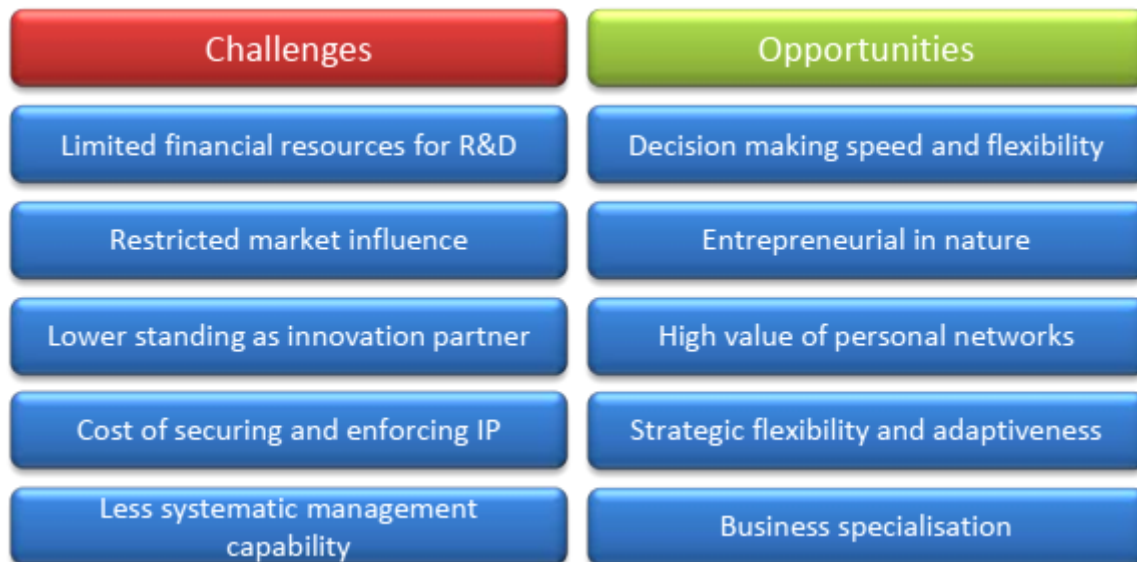 Challenges
Opportunities
Limited financial resources for R&D
Decision making speed and flexibility
Restricted market influence
Entrepreneurial in nature
Lower standing as innovation partner
High value of personal networks
Cost of securing and enforcing IP
Strategic flexibility and adaptiveness
Less systematic management
capability
Business specialisation